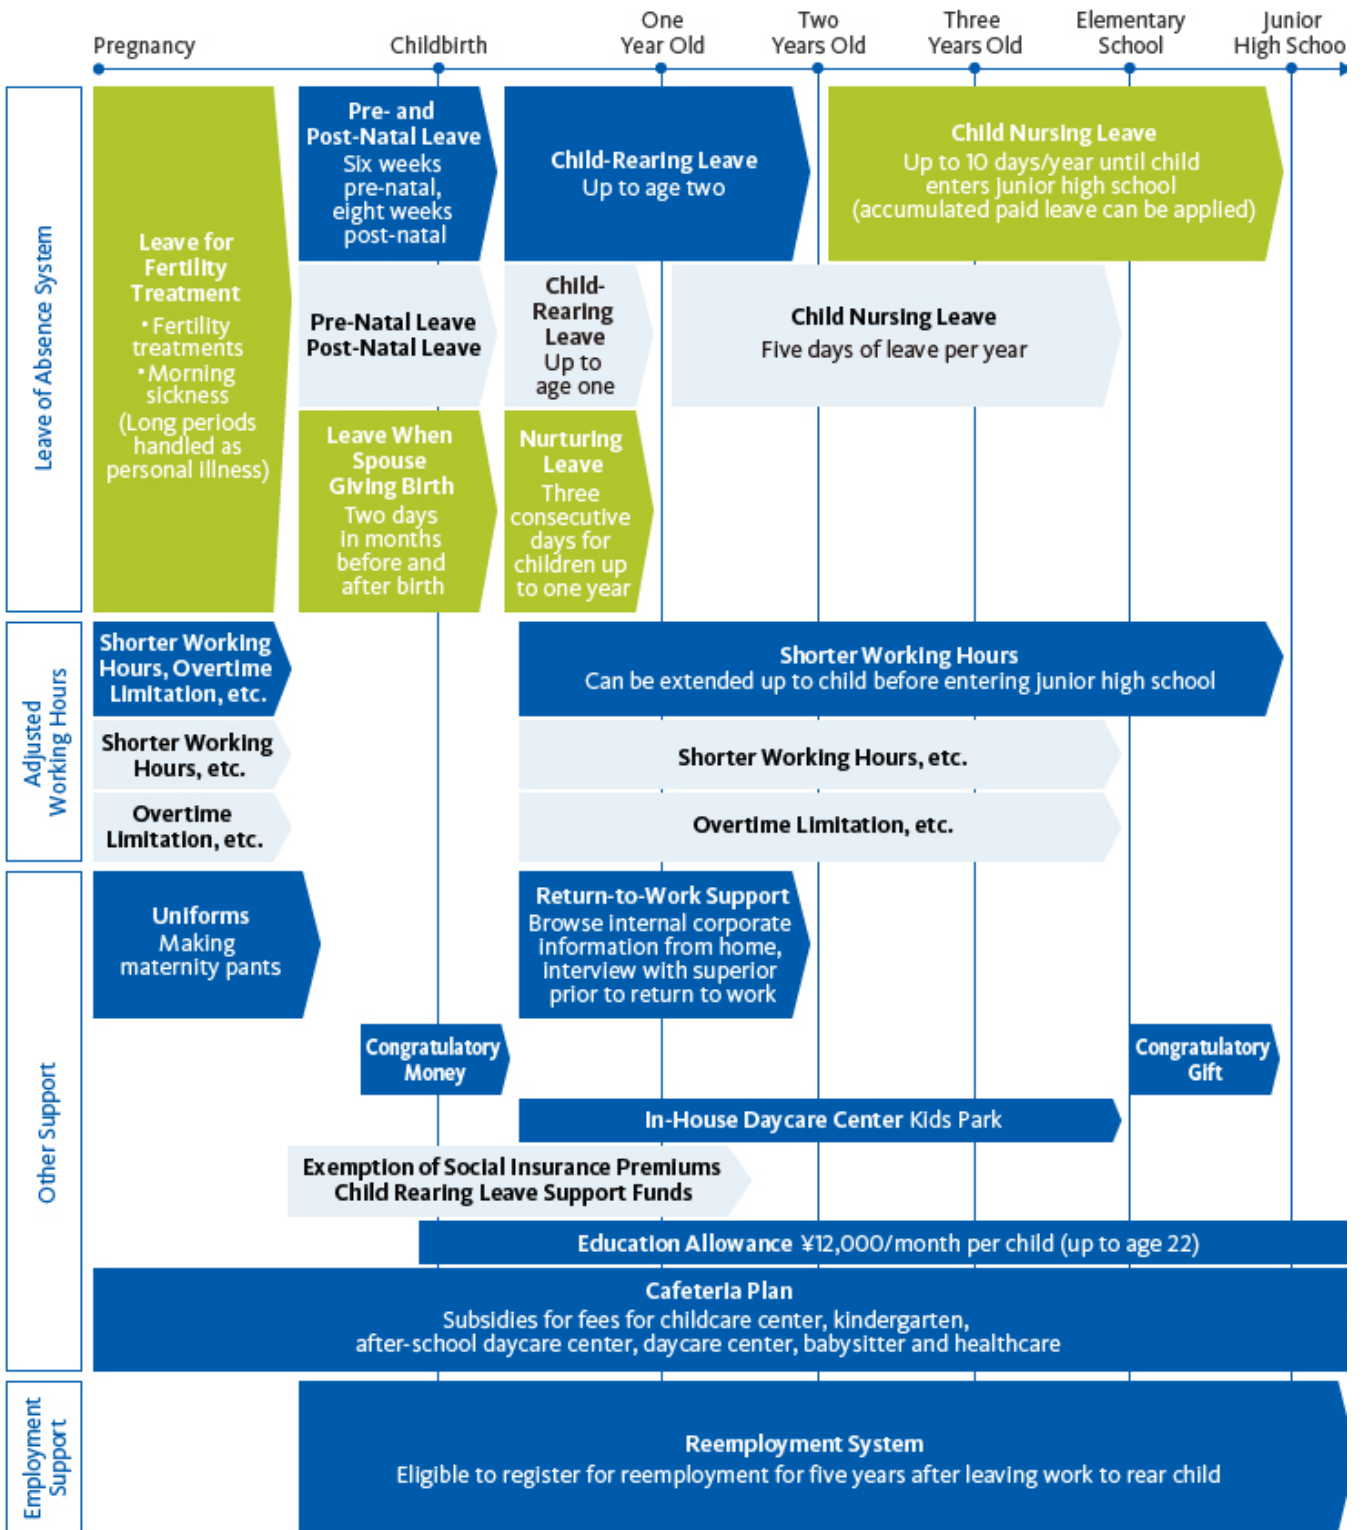 Pregnancy
Childbirth
One
Year Old
Two
Years Old
Three
Years Old
Elementary
School
Junior
High Schoo
Leave of Absence System
Leave for
Fertility
Treatment
•Fertility
treatments
•Morning
sickness
(Long periods
handled as
personal illness)
Pre- and
Post-Natal Leave
Six weeks
pre-natal,
eight weeks
post-natal
Child-Rearing Leave
Up to age two
Child Nursing Leave
Up to 10 days/year until child
enters junior high school
(accumulated paid leave can be applied)
Pre-Natal Leave
Post-Natal Leave
Child-
Rearing
Leave
Up to
age one
Child Nursing Leave
Five days of leave per year
Leave When
Spouse
Giving Birth
Two days
in months
before and
after birth
Nurturing
Leave
Three
consecutive
days for
children up
to one year
Adjusted
Working Hours
Shorter Working
Hours, Overtime
Limitation, etc.
Shorter Working Hours
Can be extended up to child before entering junior high school
Shorter Working
Hours, etc.
Shorter Working Hours, etc.
Overtime
Limitation, etc.
Overtime Limitation, etc.
Other Support
Uniforms
Making
maternity pants
Return-to-Work Support
Browse internal corporate
information from home,
interview with superior
prior to return to work
Congratulatory
Money
Congratulatory
Gift
In-House Daycare Center Kids Park
Exemption of Social Insurance Premiums
Child Rearing Leave Support Funds
Education Allowance ¥12,000/month per child (up to age 22)
Cafeteria Plan
Subsidies for fees for childcare center, kindergarten,
after-school daycare center, daycare center, babysitter and healthcare
Employment
Support
Reemployment System
Eligible to register for reemployment for five years after leaving work to rear child